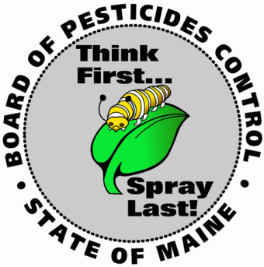 BOARD OF PESTICIDES CONTROL
Think
First...
Spray
Last!
• STATE OF MAINE •